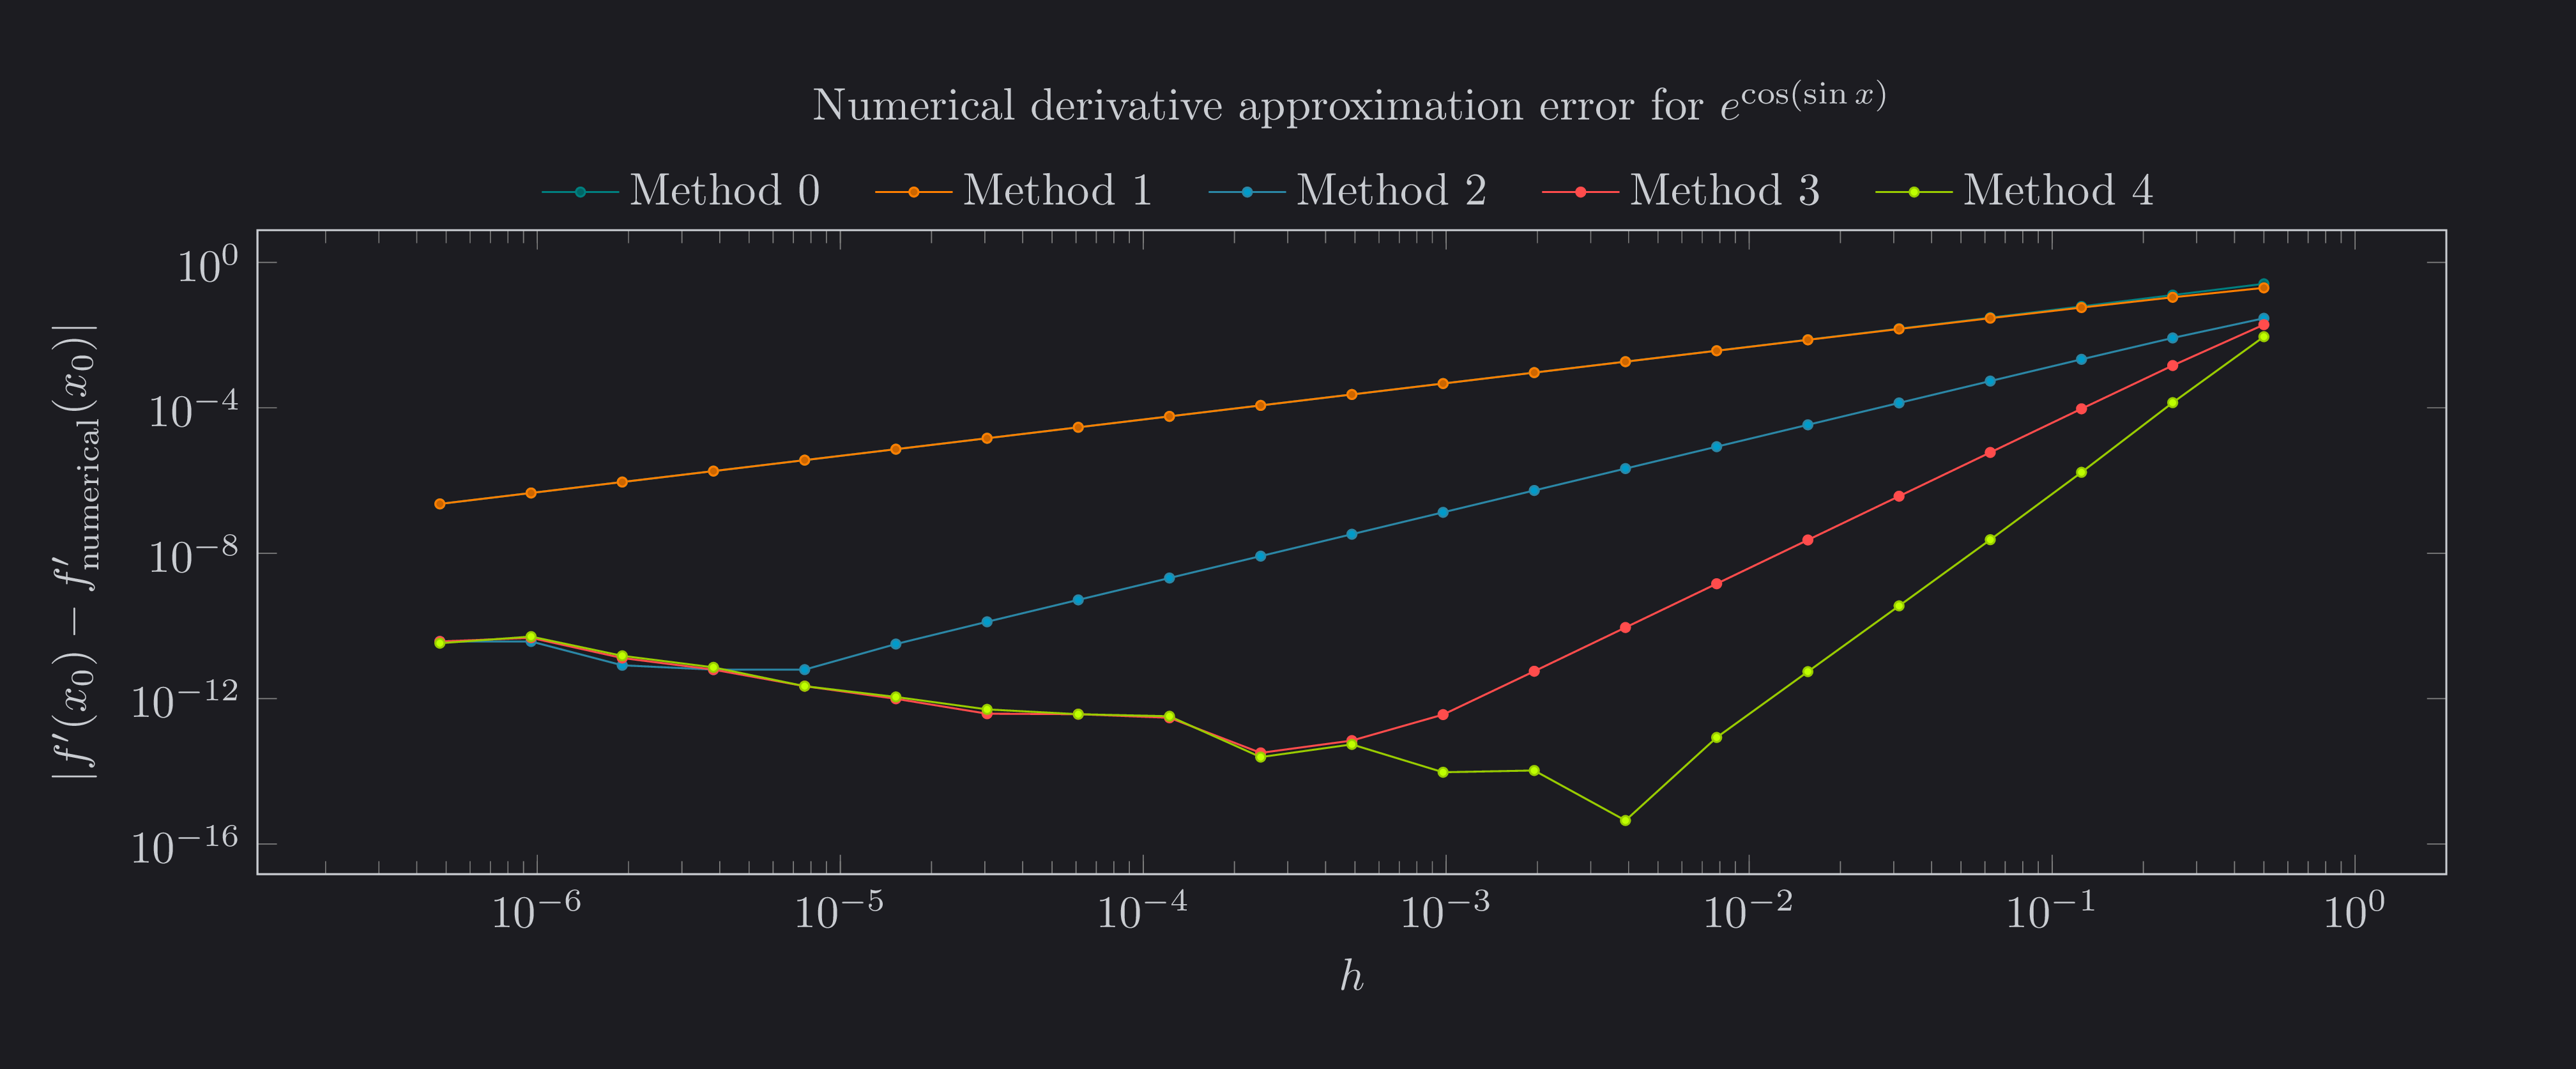 Numerical derivative approximation error for $e^{\cos(\sin x)}$
Method 0 Method 1 Method 2 Method 3 Method 4
$|f'(x_0) - f'_{\text{numerical}}(x_0)|$
$10^0$
$10^{-4}$
$10^{-8}$
$10^{-12}$
$10^{-16}$
$10^{-6}$ $10^{-5}$ $10^{-4}$ $10^{-3}$ $10^{-2}$ $10^{-1}$ $10^0$
$h$